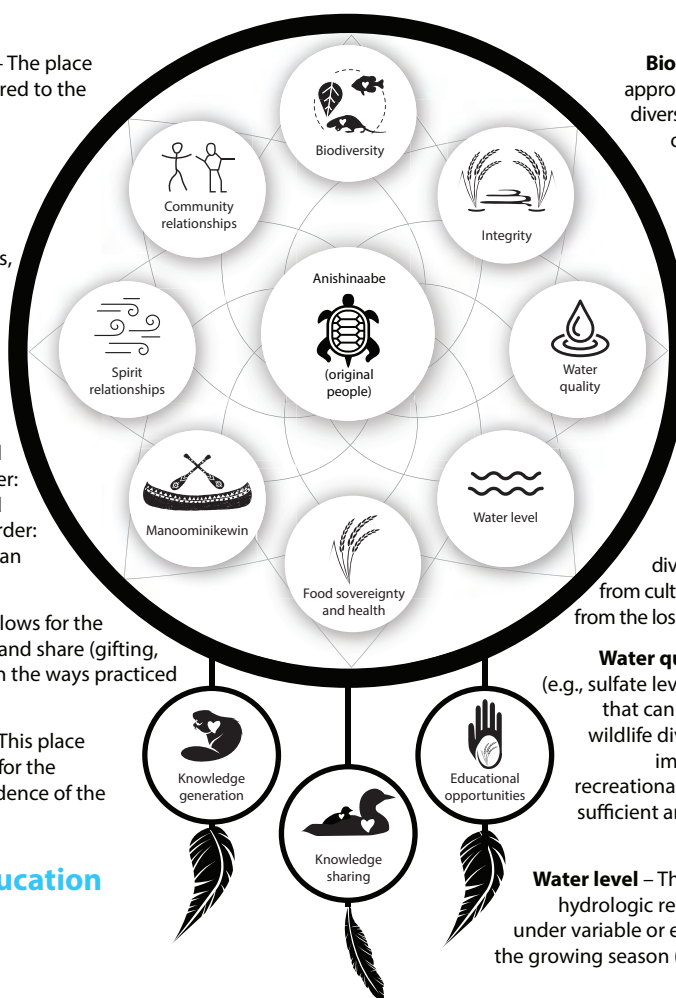 – The place
red to the
s,
er:
rder:
an
lows for the
and share (gifting,
n the ways practiced
This place
for the
dence of the
ucation
Biodiversity
Community
relationships
Integrity
Anishinaabe
(original
people)
Spirit
relationships
Water
quality
Manoominikewin
Water level
Food sovereignty
and health
Knowledge
generation
Knowledge
sharing
Educational
opportunities
Bio
appro
divers
div
from cult
from the los
Water qu
(e.g., sulfate lev
that can
wildlife div
im
recreational
sufficient a
Water level – Th
hydrologic re
under variable or e
the growing season (